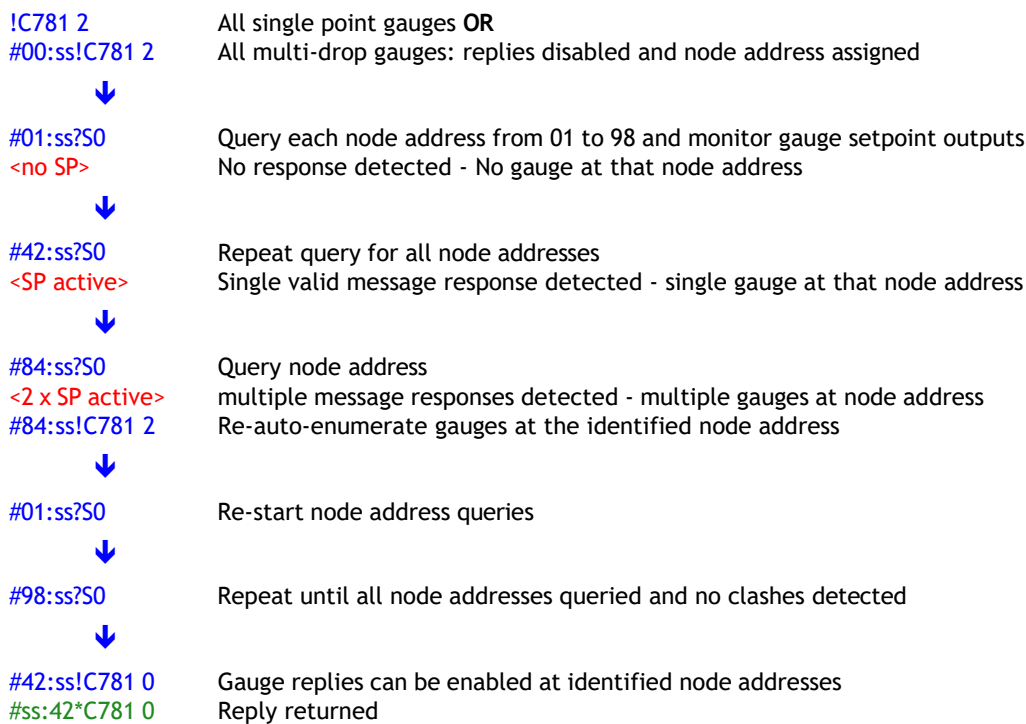 !C781 2 All single point gauges OR
#00:ss!C781 2 All multi-drop gauges: replies disabled and node address assigned
#01:ss?S0 Query each node address from 01 to 98 and monitor gauge setpoint outputs
<no SP> No response detected - No gauge at that node address
#42:ss?S0 Repeat query for all node addresses
<SP active> Single valid message response detected - single gauge at that node address
#84:ss?S0 Query node address
<2 x SP active> multiple message responses detected - multiple gauges at node address
#84:ss!C781 2 Re-auto-enumerate gauges at the identified node address
#01:ss?S0 Re-start node address queries
#98:ss?S0 Repeat until all node addresses queried and no clashes detected
#42:ss!C781 0 Gauge replies can be enabled at identified node addresses
#ss:42*C781 0 Reply returned